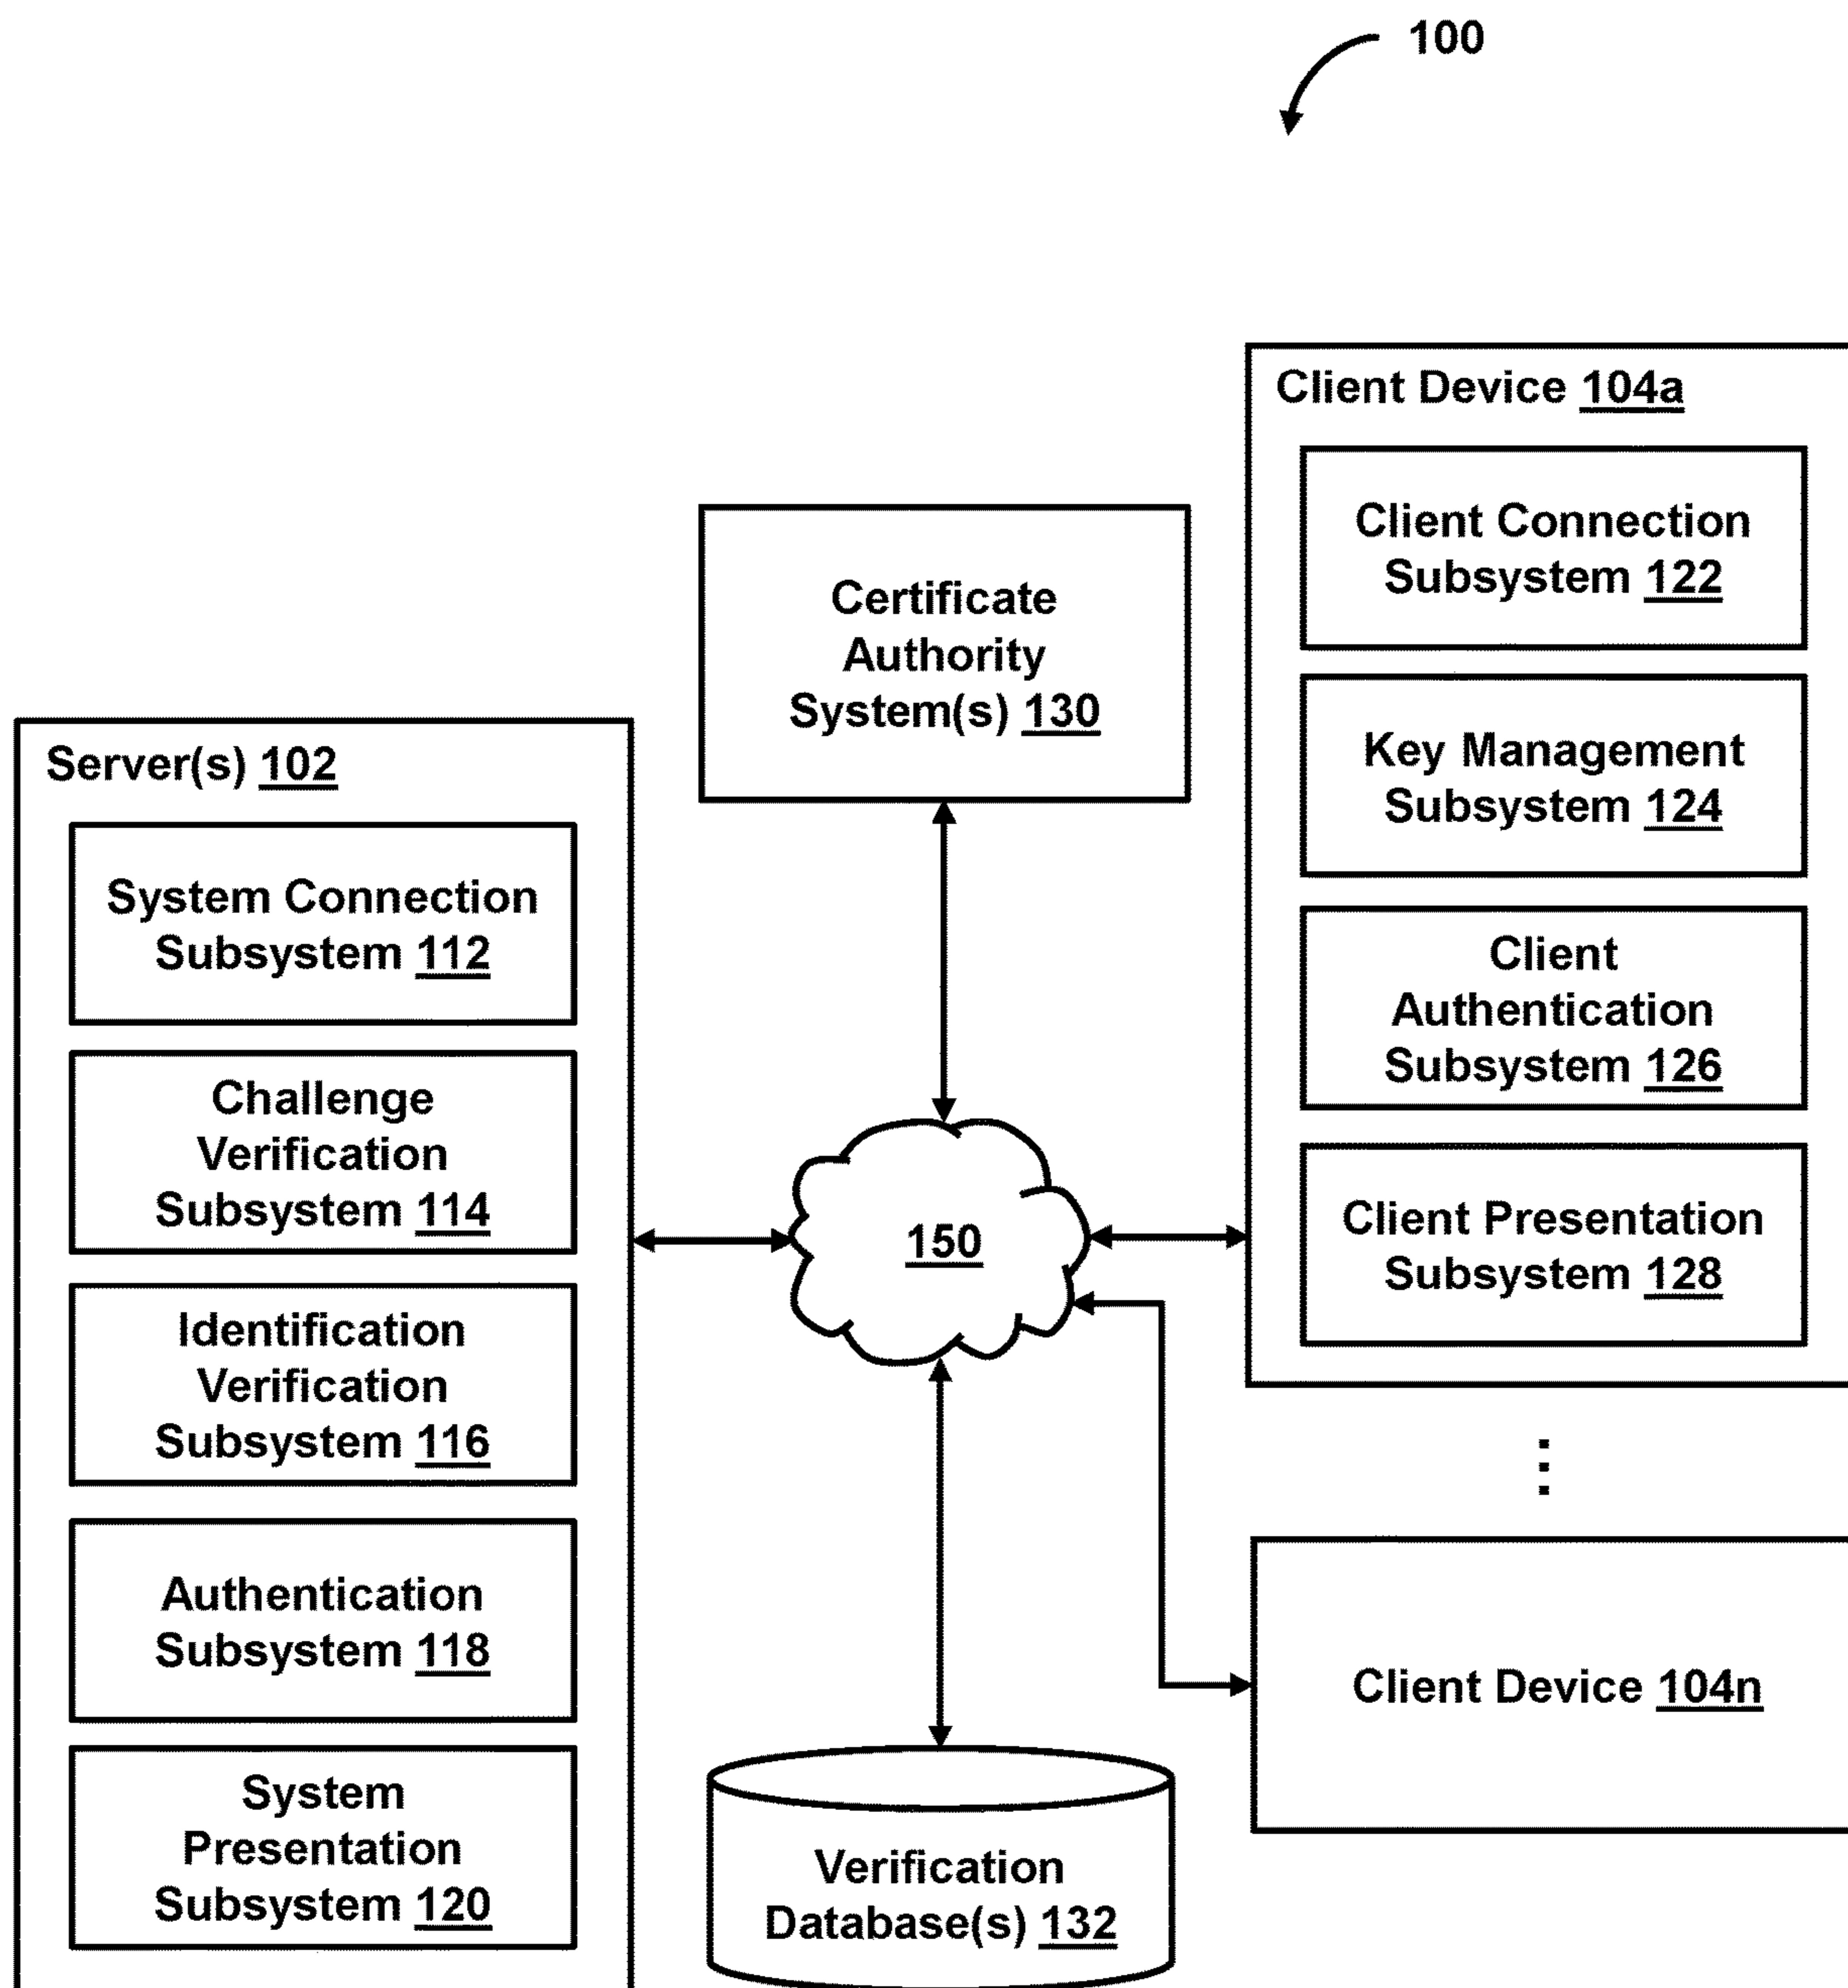 100
Client Device 104a
Client Connection
Subsystem 122
Key Management
Subsystem 124
Client
Authentication
Subsystem 126
Client Presentation
Subsystem 128
Certificate
Authority
System(s) 130
Server(s) 102
System Connection
Subsystem 112
Challenge
Verification
Subsystem 114
Identification
Verification
Subsystem 116
Authentication
Subsystem 118
System
Presentation
Subsystem 120
150
Client Device 104n
Verification
Database(s) 132